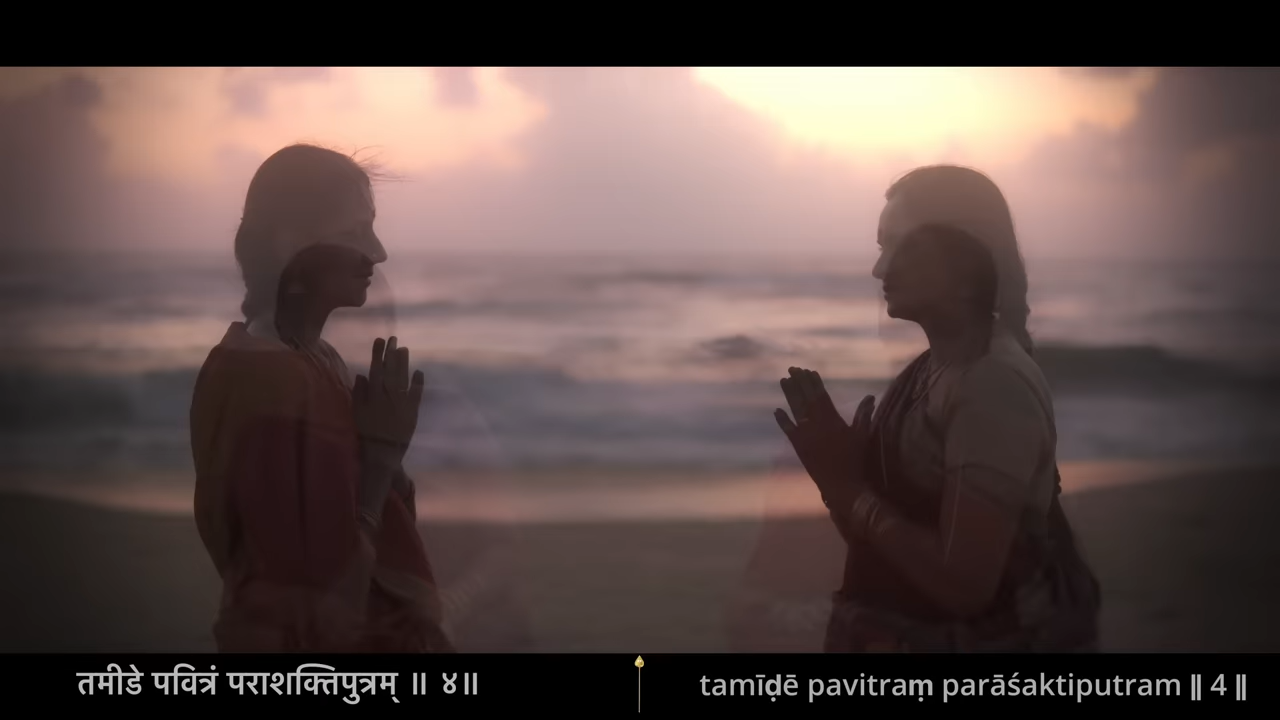 तमीडे पवित्रं पराशक्तिपुत्रम् ॥ ४॥
tamīḍē pavitraṃ parāśaktiputram ‖ 4 ‖